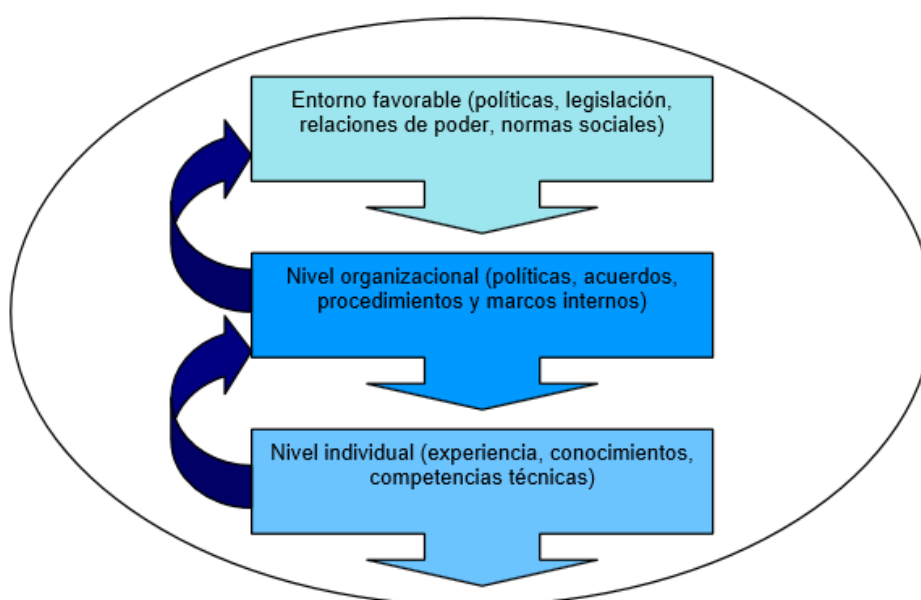 Entorno favorable (políticas, legislación,
relaciones de poder, normas sociales)
Nivel organizacional (políticas, acuerdos,
procedimientos y marcos internos)
Nivel individual (experiencia, conocimientos,
competencias técnicas)